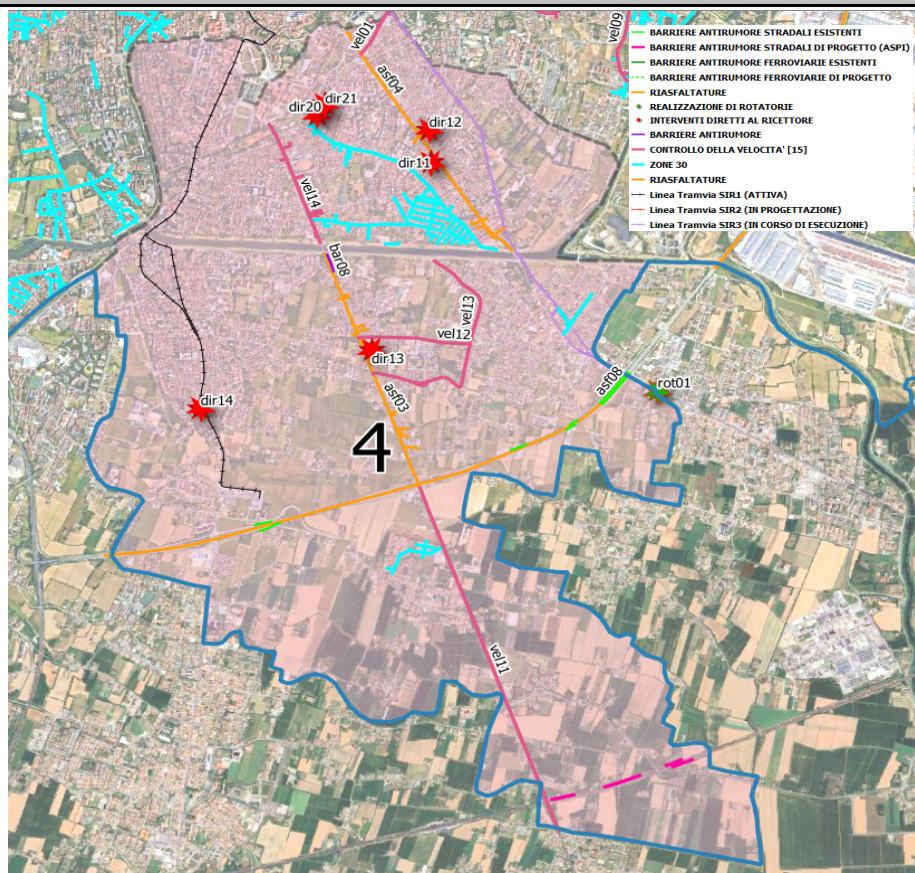 vel01
vel09
BARRIERE ANTIRUMORE STRADALI ESISTENTI
BARRIERE ANTIRUMORE STRADALI DI PROGETTO (ASPI)
BARRIERE ANTIRUMORE FERROVIARIE ESISTENTI
BARRIERE ANTIRUMORE FERROVIARIE DI PROGETTO
RIASFALTATURE
REALIZZAZIONE DI ROTATORIE
INTERVENTI DIRETTI AL RICETTORE
BARRIERE ANTIRUMORE
CONTROLLO DELLA VELOCITA' [15]
ZONE 30
RIASFALTATURE
Linea Tramvia SIR1 (ATTIVA)
Linea Tramvia SIR2 (IN PROGETTAZIONE)
Linea Tramvia SIR3 (IN CORSO DI ESECUZIONE)
asf04
dir20
dir21
dir12
dir11
vel14
bar08
vel13
vel12
dir13
asf03
asf08
rot01
dir14
4
vel11